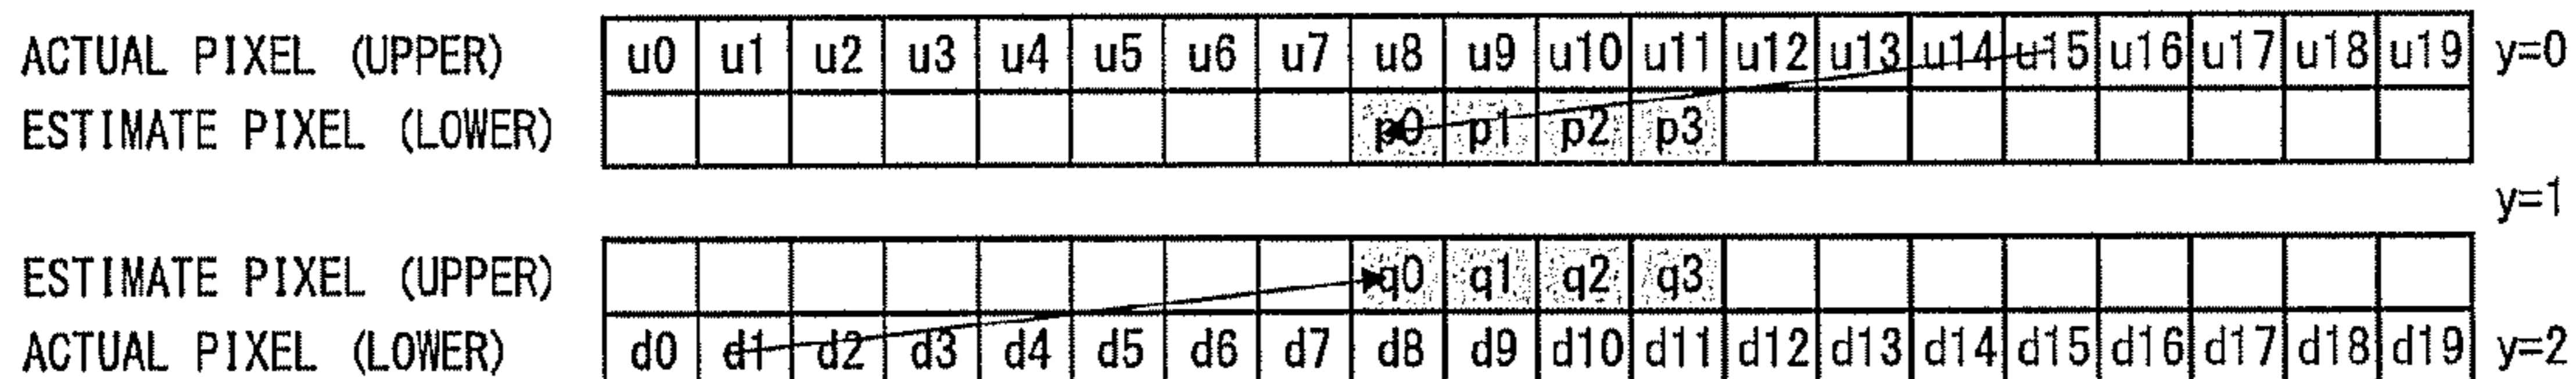 ACTUAL PIXEL (UPPER) u0 u1 u2 u3 u4 u5 u6 u7 u8 u9 u10 u11 u12 u13 u14 u15 u16 u17 u18 u19 y=0
ESTIMATE PIXEL (LOWER) p0 p1 p2 p3
y=1
ESTIMATE PIXEL (UPPER) q0 q1 q2 q3
ACTUAL PIXEL (LOWER) d0 d1 d2 d3 d4 d5 d6 d7 d8 d9 d10 d11 d12 d13 d14 d15 d16 d17 d18 d19 y=2